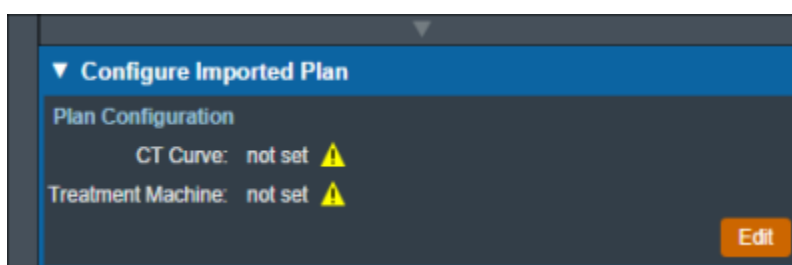 Configure Imported Plan
Plan Configuration
CT Curve: not set
Treatment Machine: not set
Edit